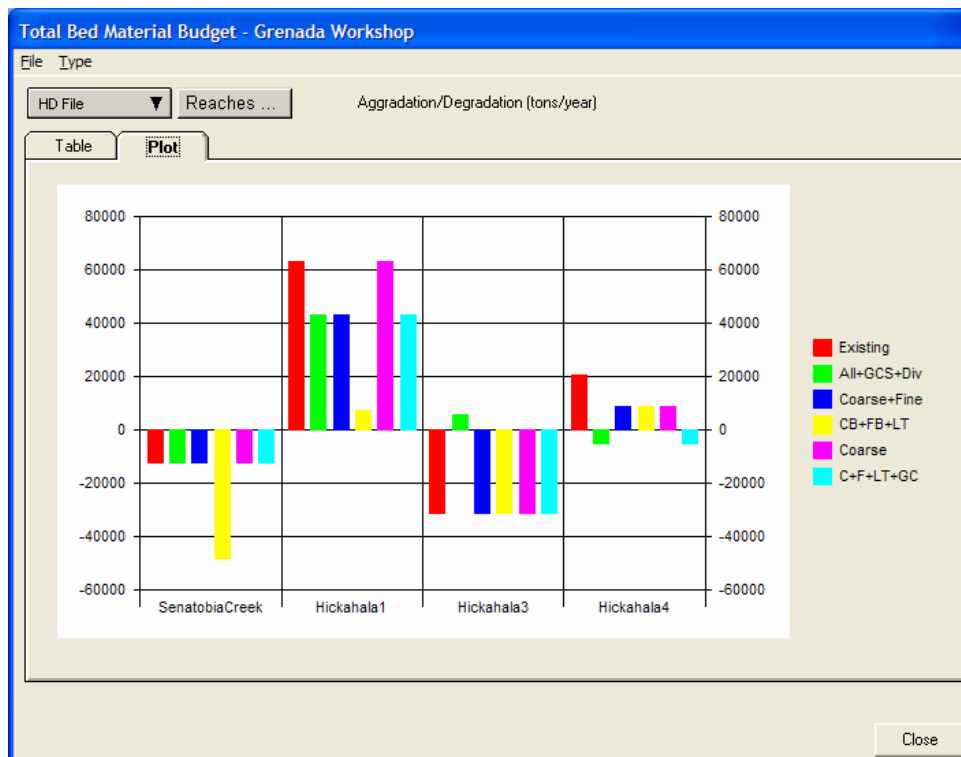 Total Bed Material Budget - Grenada Workshop
File Type
HD File ▼ Reaches ... Aggradation/Degradation (tons/year)
Table Plot
80000 80000
60000 60000
40000 40000
20000 20000
0 0
-20000 -20000
-40000 -40000
-60000 -60000
SenatobiaCreek Hickahala1 Hickahala3 Hickahala4
Existing
All+GCS+Div
Coarse+Fine
CB+FB+LT
Coarse
C+F+LT+GC
Close